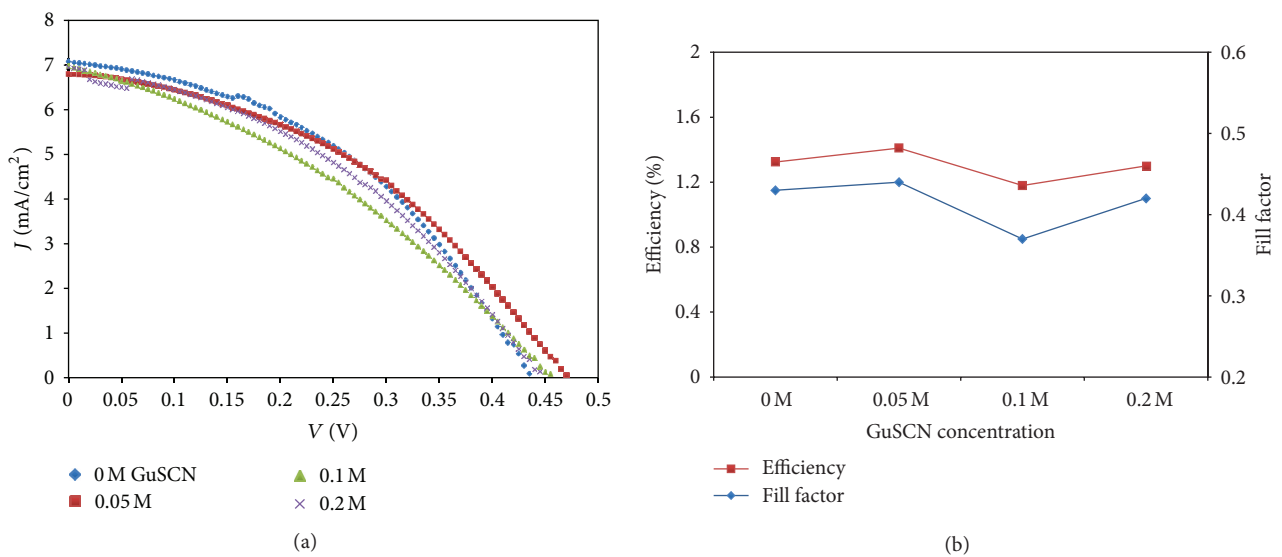 8
7
6
5
4
3
2
1
0
J (mA/cm²)
0 0.05 0.1 0.15 0.2 0.25 0.3 0.35 0.4 0.45 0.5
V (V)
0 M GuSCN
0.05 M
0.1 M
0.2 M
(a)
2
1.6
1.2
0.8
0.4
0
Efficiency (%)
0.6
0.5
0.4
0.3
0.2
Fill factor
0 M 0.05 M 0.1 M 0.2 M
GuSCN concentration
Efficiency
Fill factor
(b)